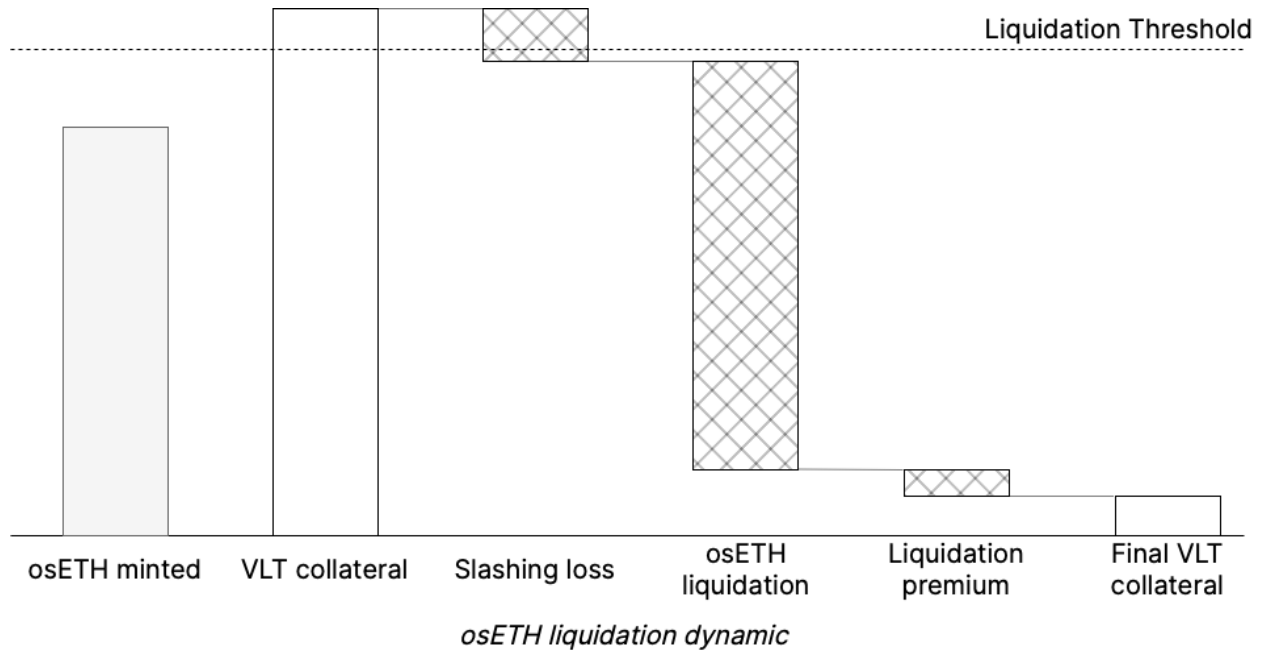 Liquidation Threshold
osETH minted
VLT collateral
Slashing loss
osETH
liquidation
Liquidation
premium
Final VLT
collateral
osETH liquidation dynamic